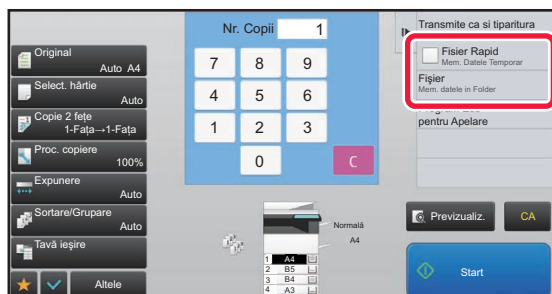 Original
Auto A4
Select. hârtie
Auto
Copie 2 fețe
1-Fața→1-Fața
Proc. copiere
100%
Expunere
Auto
Sortare/Grupare
Auto
Tavă ieșire
Altele
Nr. Copii 1
7 8 9
4 5 6
1 2 3
0 C
Normală
A4
1 A4
2 B5
3 B4
4 A3
Transmite ca si tiparitura
Fisier Rapid
Mem. Datele Temporar
Fișier
Mem. datele in Folder
pentru Apelare
Previzualiz. CA
Start